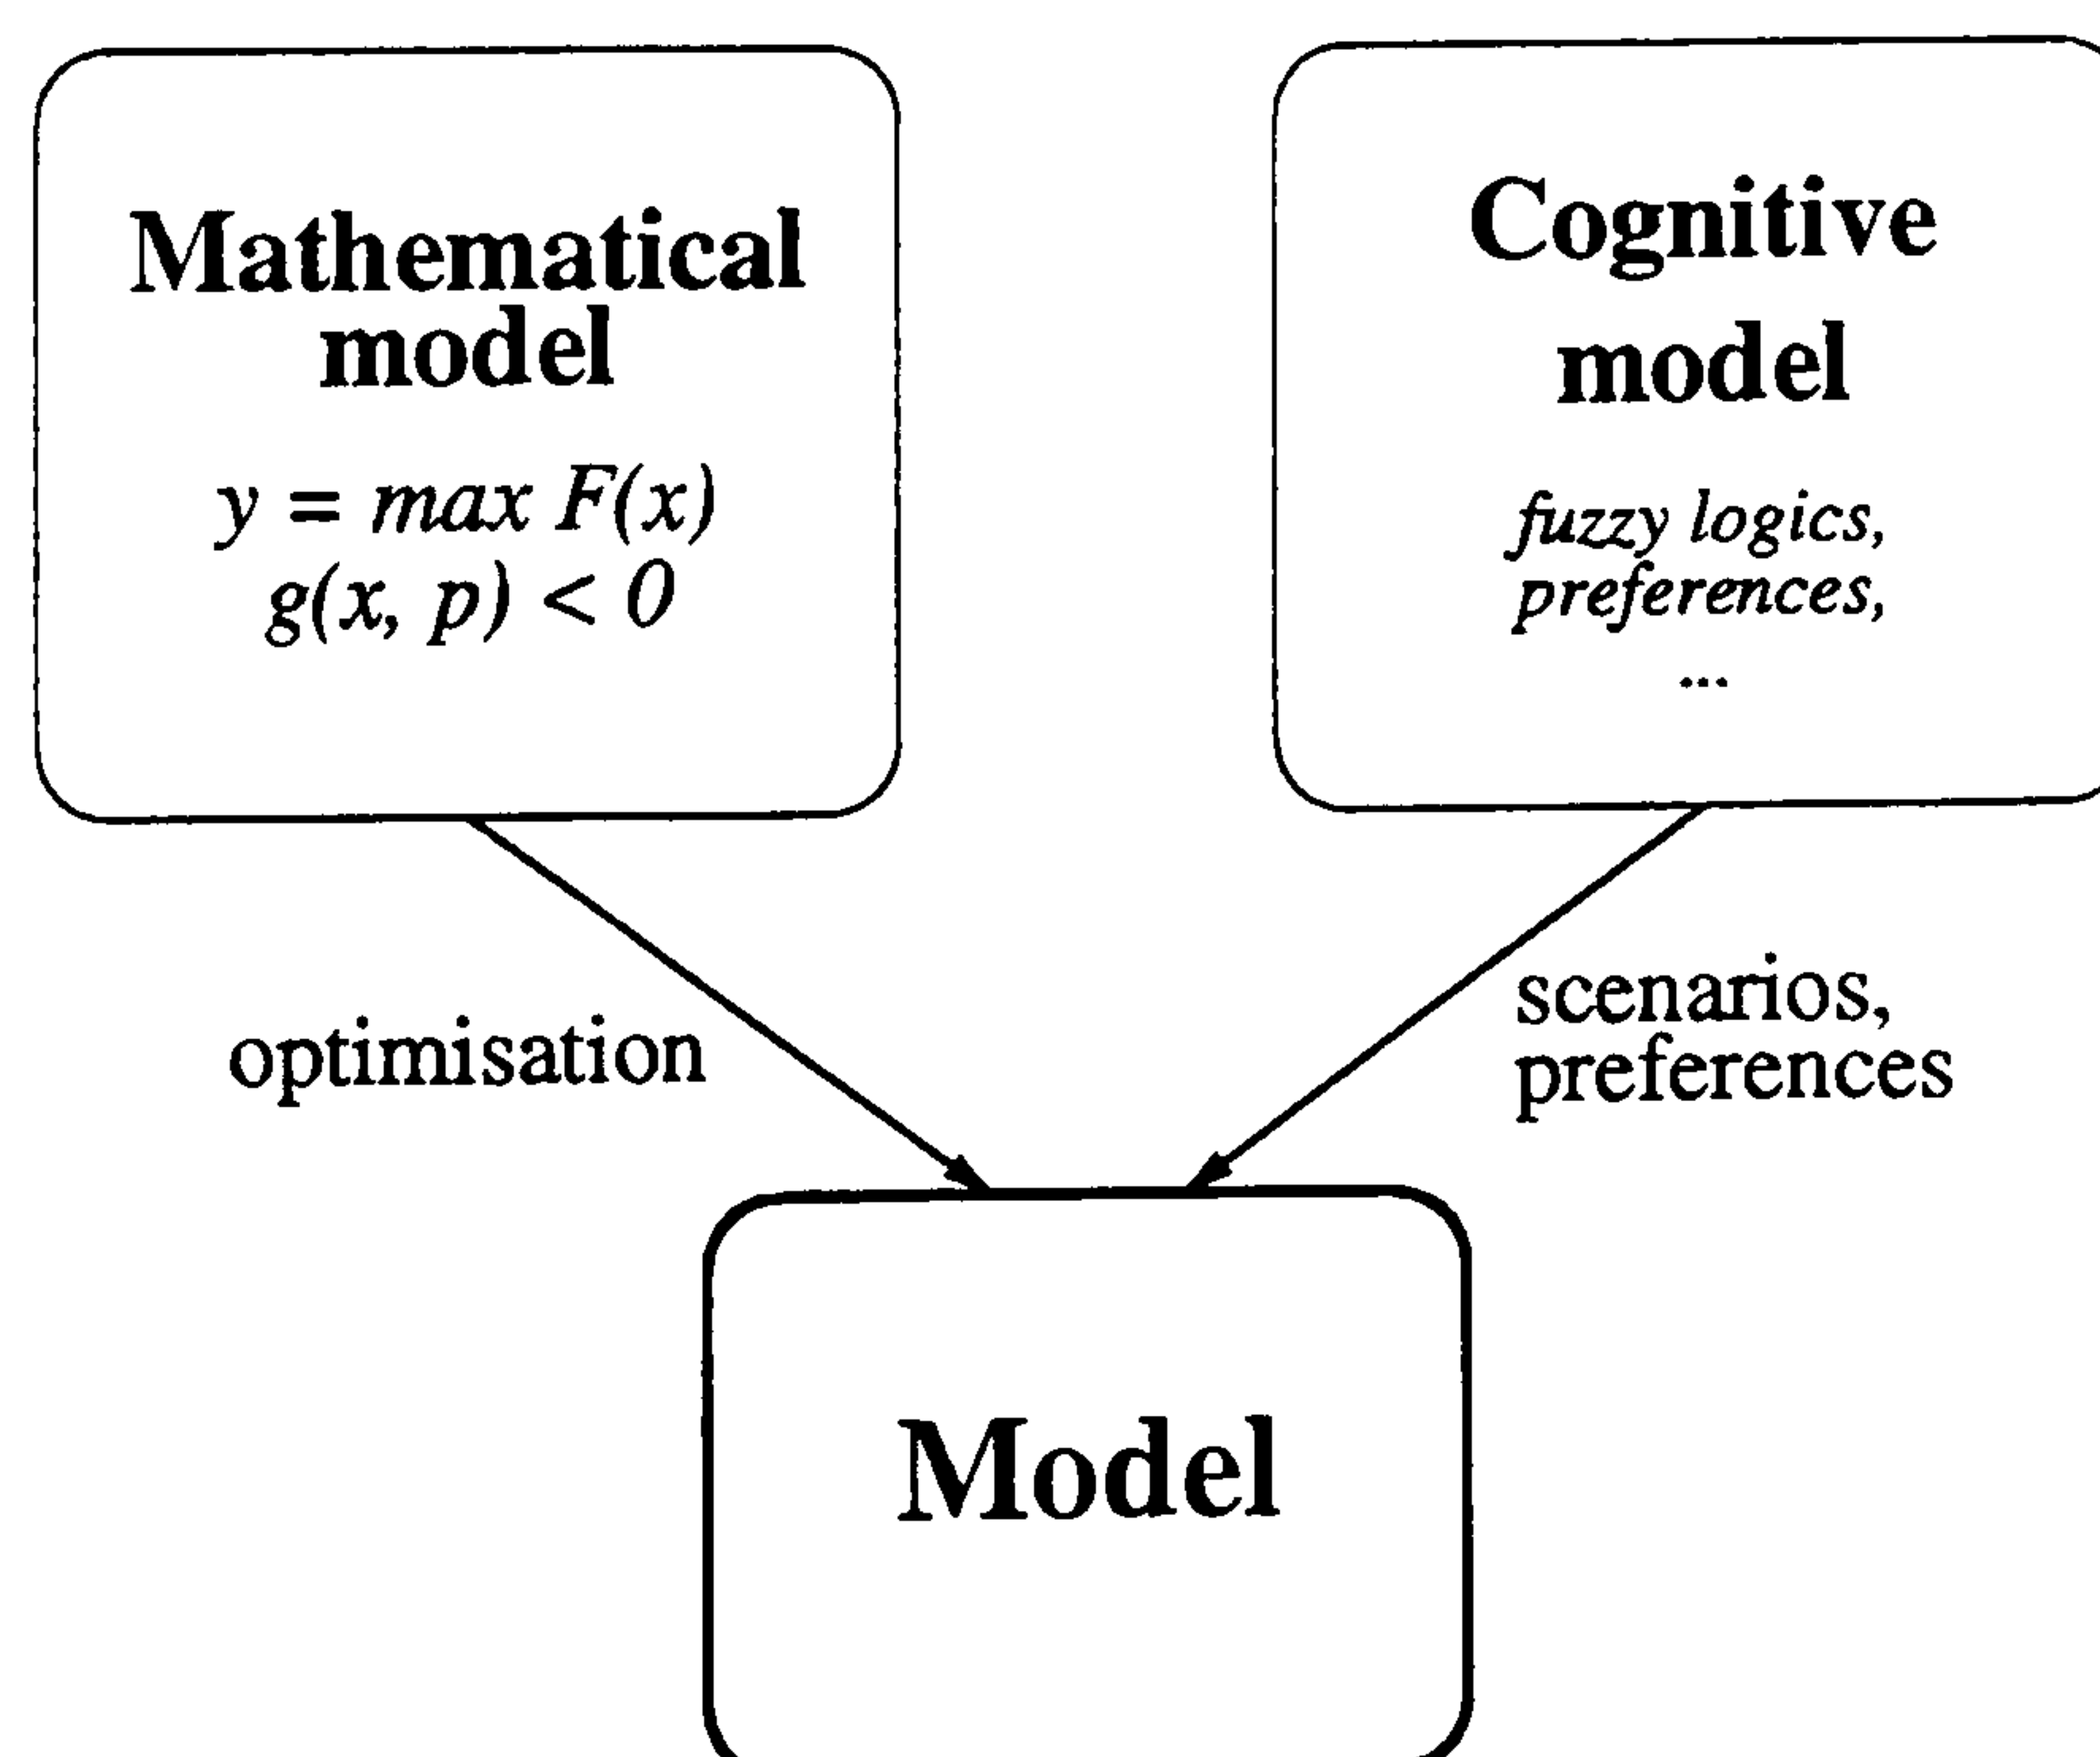 Mathematical
model
y = max F(x)
g(x, p) < 0
Cognitive
model
fuzzy logics,
preferences,
...
optimisation
scenarios,
preferences
Model